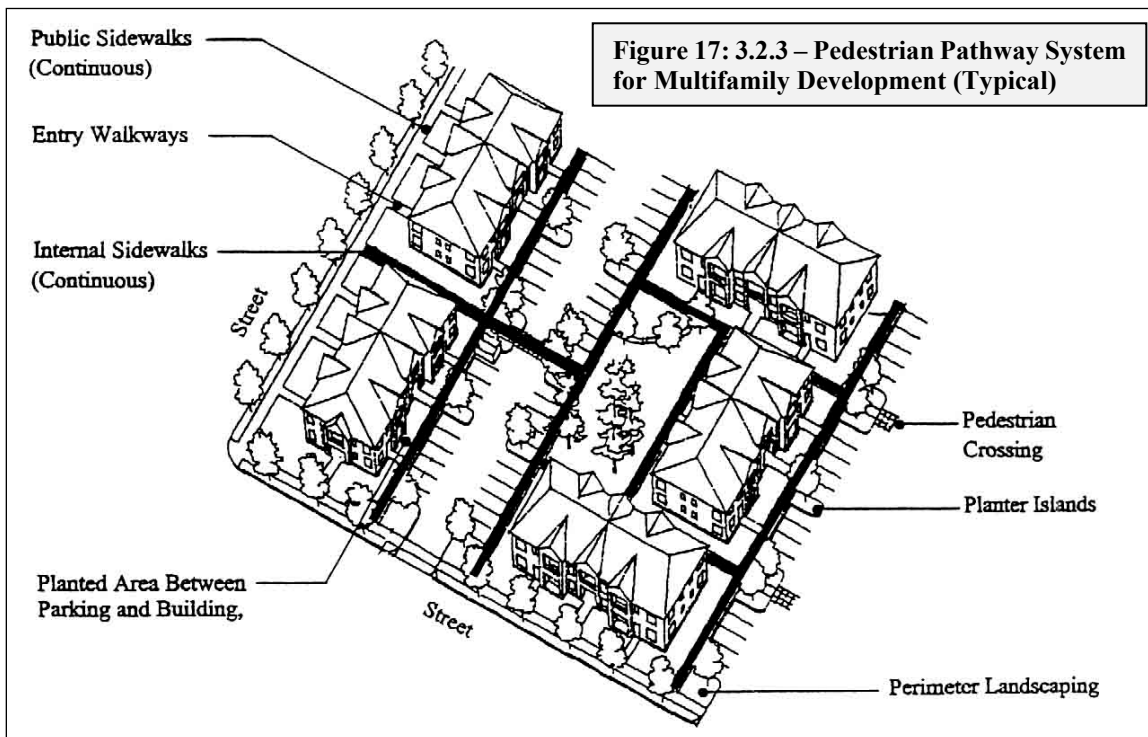 Figure 17: 3.2.3 – Pedestrian Pathway System
for Multifamily Development (Typical)
Public Sidewalks
(Continuous)
Entry Walkways
Internal Sidewalks
(Continuous)
Street
Pedestrian
Crossing
Planter Islands
Planted Area Between
Parking and Building,
Street
Perimeter Landscaping